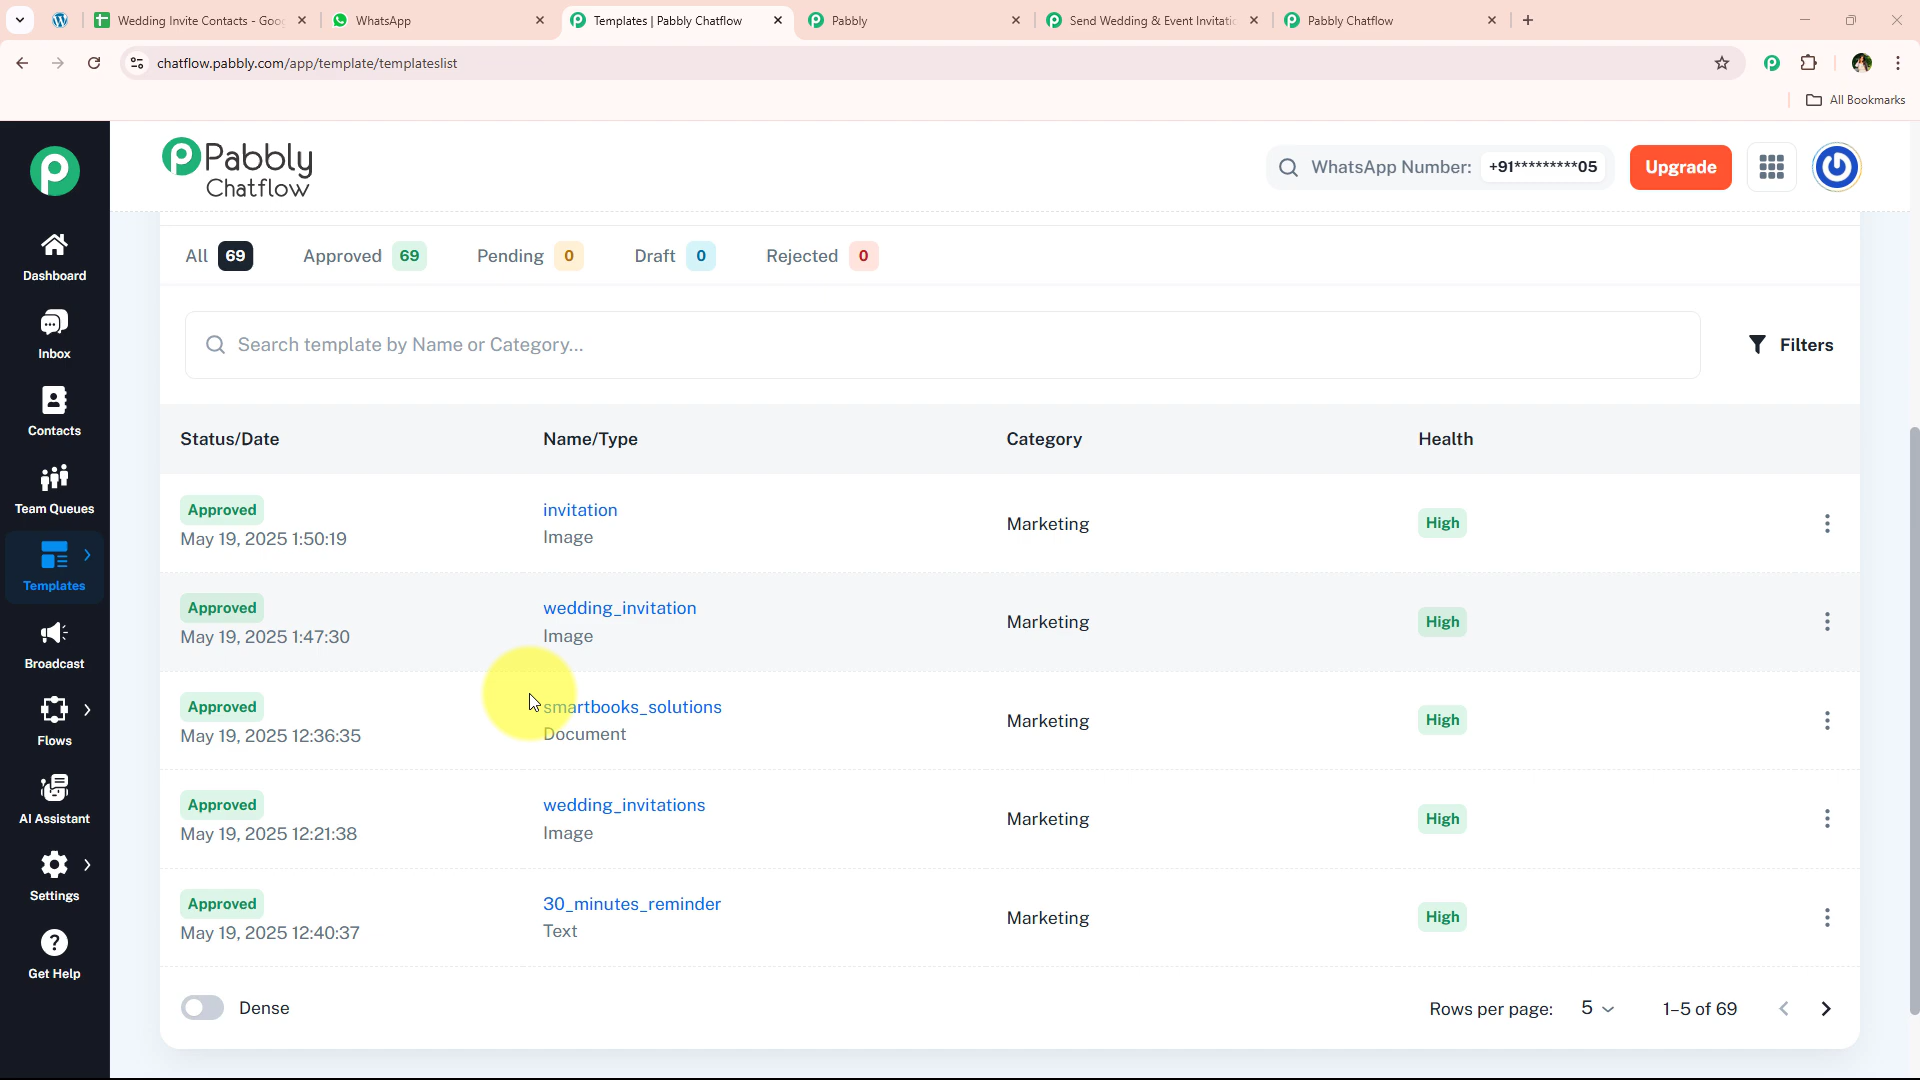 Wedding Invite Contacts - Goo
WhatsApp
Templates | Pabbly Chatflow
Pabbly
Send Wedding & Event Invitati
Pabbly Chatflow
chatflow.pabbly.com/app/template/templateslist
All Bookmarks
Pabbly
Chatflow
WhatsApp Number: +91*********05
Upgrade
Dashboard
Inbox
Contacts
Team Queues
Templates
Broadcast
Flows
AI Assistant
Settings
Get Help
All 69
Approved 69
Pending 0
Draft 0
Rejected 0
Search template by Name or Category...
Filters
Status/Date Name/Type Category Health
Approved
May 19, 2025 1:50:19
invitation
Image
Marketing
High
Approved
May 19, 2025 1:47:30
wedding_invitation
Image
Marketing
High
Approved
May 19, 2025 12:36:35
smartbooks_solutions
Document
Marketing
High
Approved
May 19, 2025 12:21:38
wedding_invitations
Image
Marketing
High
Approved
May 19, 2025 12:40:37
30_minutes_reminder
Text
Marketing
High
Dense
Rows per page: 5
1–5 of 69